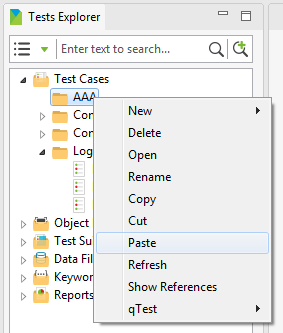 Tests Explorer
Enter text to search...
Test Cases
AAA
Con
Con
Log
Object
Test Su
Data Fil
Keywor
Reports
New
Delete
Open
Rename
Copy
Cut
Paste
Refresh
Show References
qTest